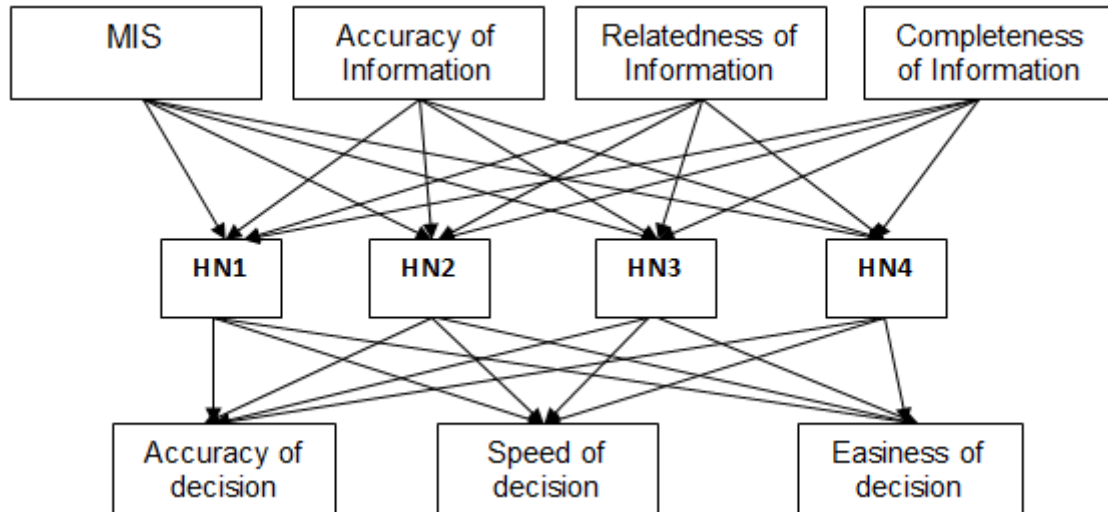 MIS
Accuracy of
Information
Relatedness of
Information
Completeness
of Information
HN1
HN2
HN3
HN4
Accuracy of
decision
Speed of
decision
Easiness of
decision